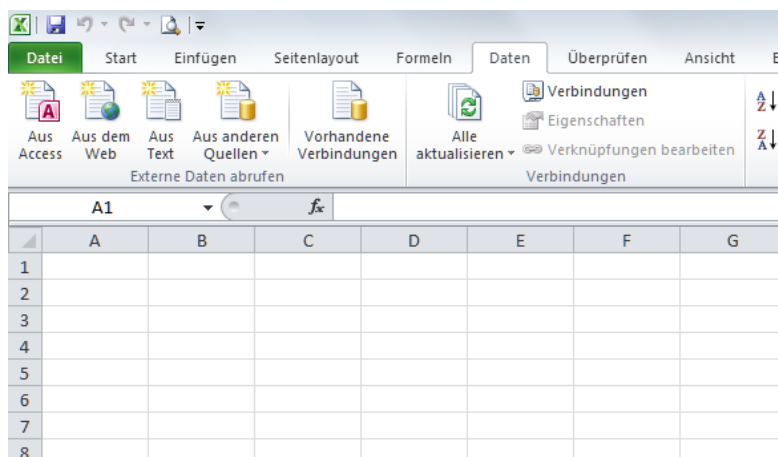 Datei Start Einfügen Seitenlayout Formeln Daten Überprüfen Ansicht
Aus Access
Aus dem Web
Aus Text
Aus anderen Quellen
Vorhandene Verbindungen
Alle aktualisieren
Verbindungen
Eigenschaften
Verknüpfungen bearbeiten
Externe Daten abrufen
Verbindungen
A1 fx
A B C D E F G
1
2
3
4
5
6
7
8